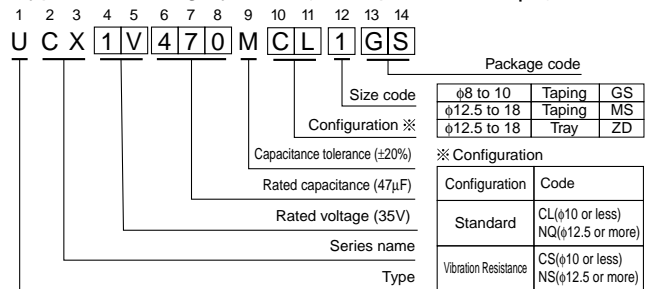 1 2 3 4 5 6 7 8 9 10 11 12 13 14
U C X 1 V 4 7 0 M C L 1 G S
Package code
ϕ8 to 10 Taping GS
ϕ12.5 to 18 Taping MS
ϕ12.5 to 18 Tray ZD
Size code
Configuration ※
Capacitance tolerance (±20%)
Rated capacitance (47μF)
Rated voltage (35V)
Series name
Type
※ Configuration
Configuration Code
Standard CL(ϕ10 or less)
NQ(ϕ12.5 or more)
Vibration Resistance CS(ϕ10 or less)
NS(ϕ12.5 or more)